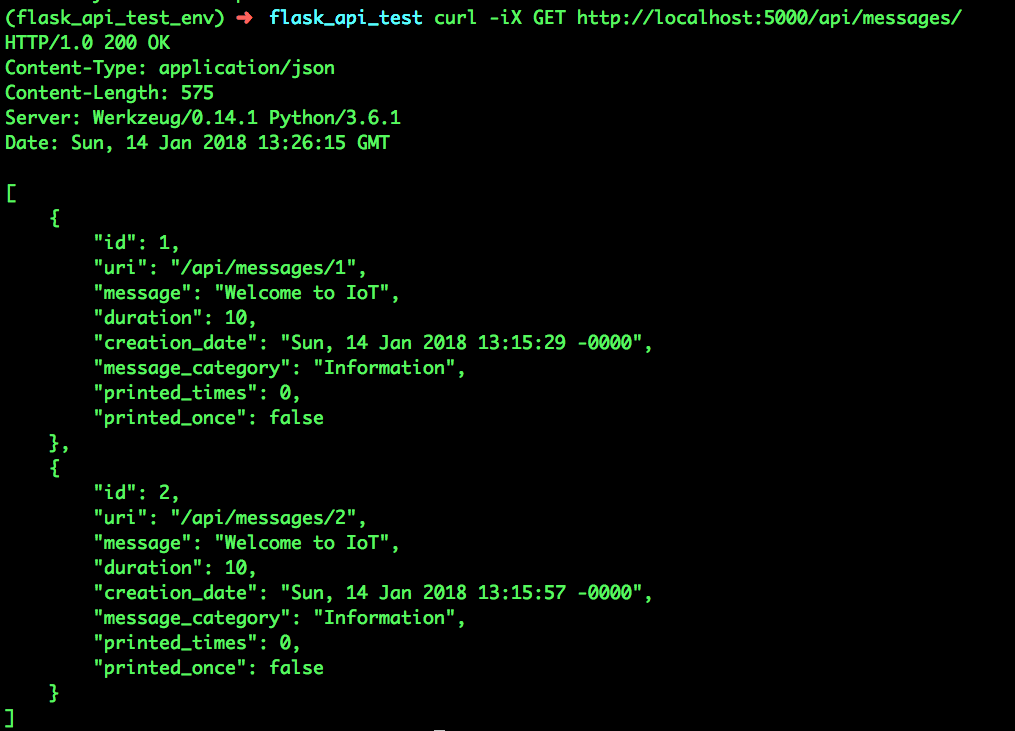 (flask_api_test_env) ➜  flask_api_test curl -iX GET http://localhost:5000/api/messages/
HTTP/1.0 200 OK
Content-Type: application/json
Content-Length: 575
Server: Werkzeug/0.14.1 Python/3.6.1
Date: Sun, 14 Jan 2018 13:26:15 GMT

[
    {
        "id": 1,
        "uri": "/api/messages/1",
        "message": "Welcome to IoT",
        "duration": 10,
        "creation_date": "Sun, 14 Jan 2018 13:15:29 -0000",
        "message_category": "Information",
        "printed_times": 0,
        "printed_once": false
    },
    {
        "id": 2,
        "uri": "/api/messages/2",
        "message": "Welcome to IoT",
        "duration": 10,
        "creation_date": "Sun, 14 Jan 2018 13:15:57 -0000",
        "message_category": "Information",
        "printed_times": 0,
        "printed_once": false
    }
]